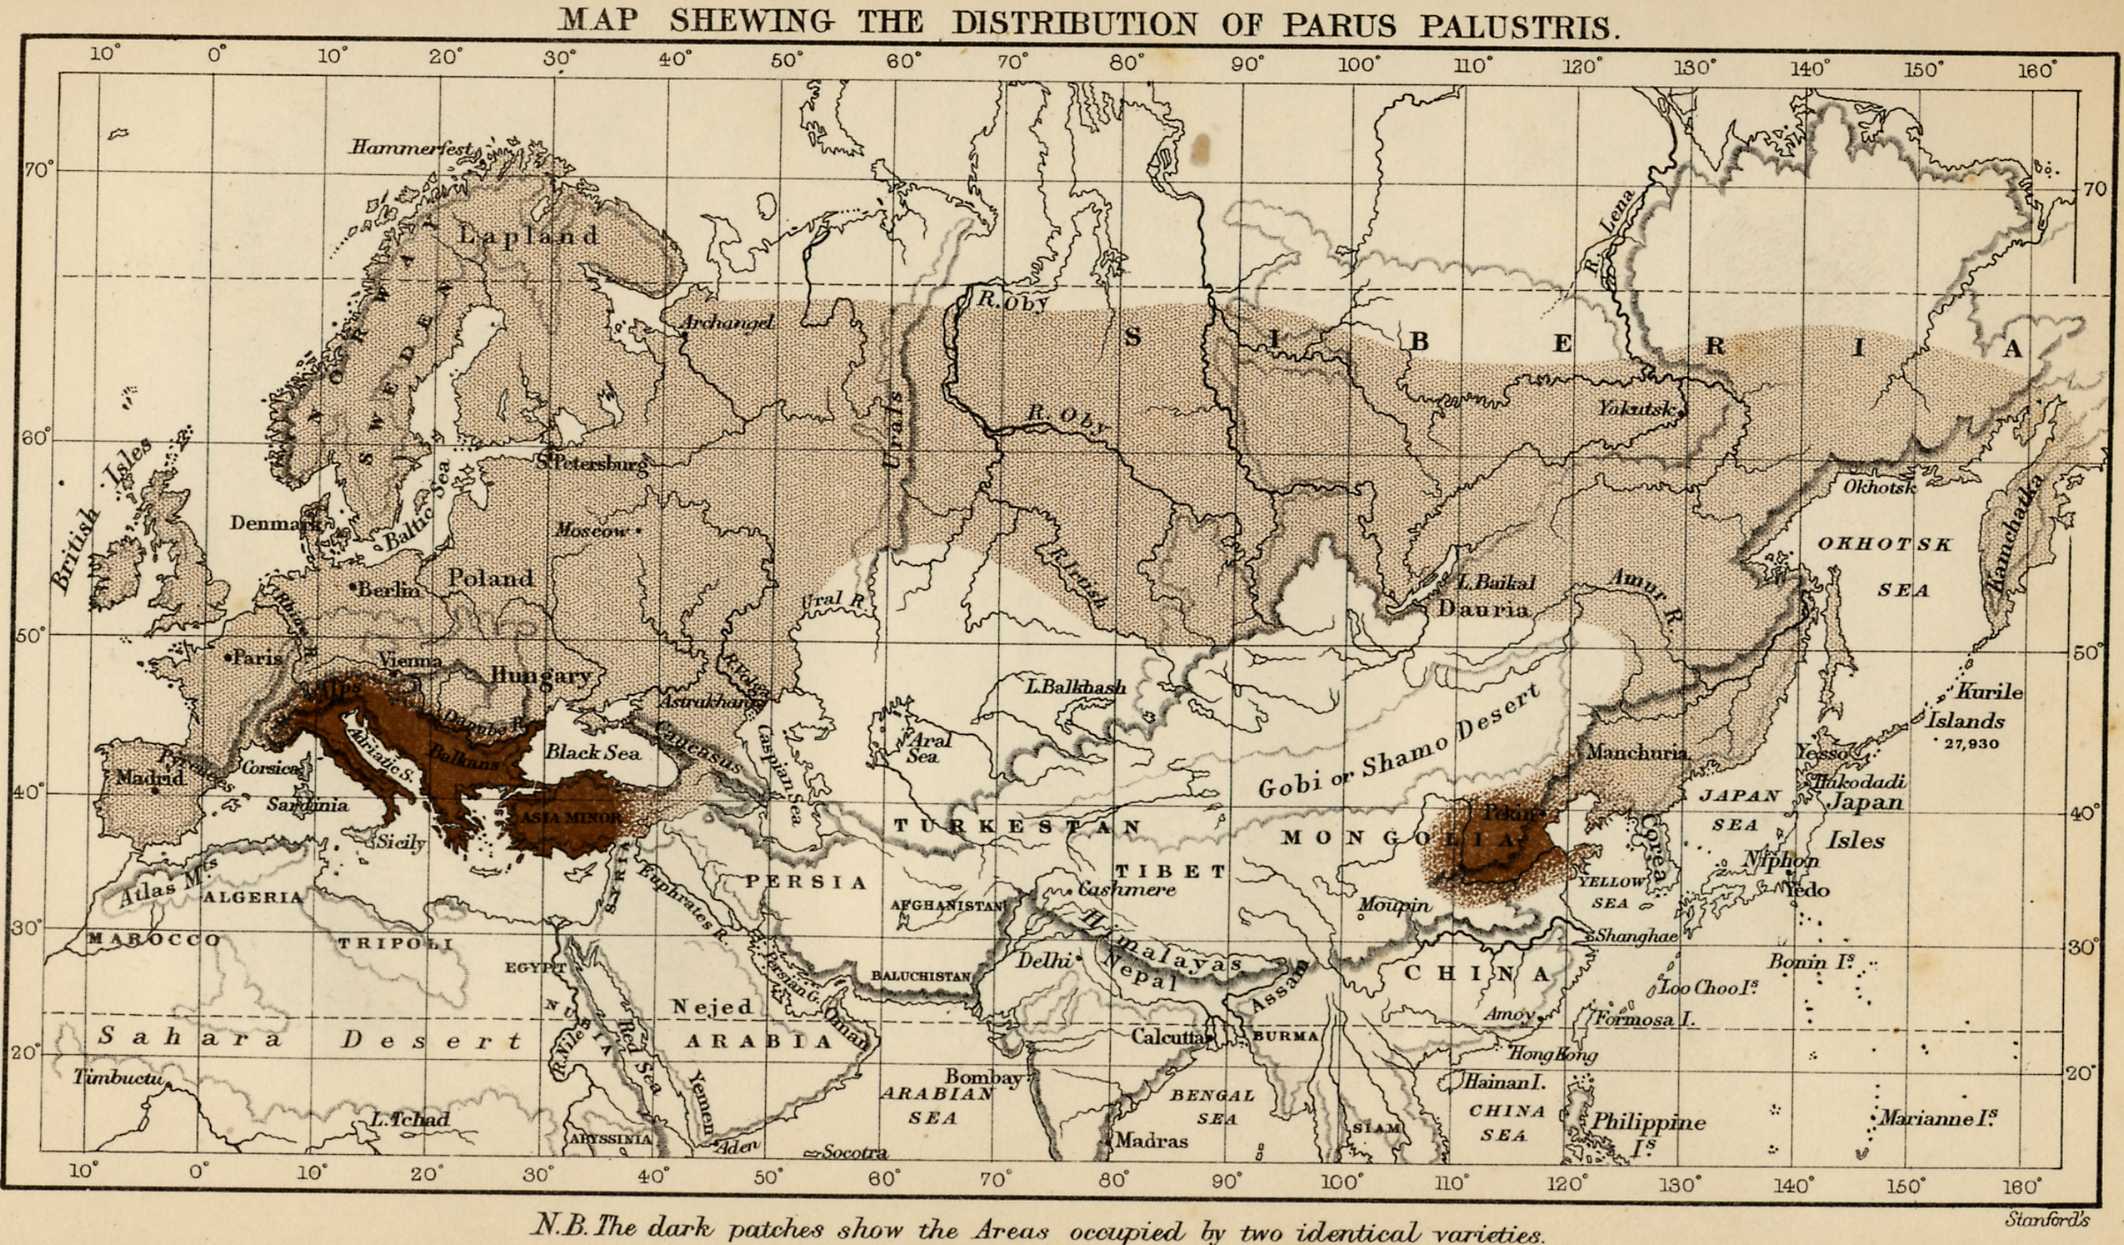 MAP SHEWING THE DISTRIBUTION OF PARUS PALUSTRIS.
10° 0° 10° 20° 30° 40° 50° 60° 70° 80° 90° 100° 110° 120° 130° 140° 150° 160°
Hammerfest
70°
70
Lapland
R. Lena
NORWAY
SWEDEN
R. Oby
Archangel
SIBERIA
Urals
R. Oby
Yakutsk
60°
S.Petersburg
Okhotsk
British Isles
Denmark
Baltic Sea
Moscow
OKHOTSK
SEA
Kamchatka
Berlin
Poland
R.Irtish
L.Baikal
Dauria
Amur R.
Rhine R.
Ural R.
50°
50°
Paris
Vienna
Hungary
R.Volga
Alps
Astrakhan
L.Balkhash
Kurile
Islands
27,930
Danube R.
Adriatic S.
Balkans
Black Sea
Caucasus
Caspian Sea
Aral
Sea
Gobi or Shamo Desert
Manchuria
Yesso
Hakodadi
Pyrenees
Madrid
Corsica
Sardinia
40°
40°
ASIA MINOR
Pekin
JAPAN
SEA
Japan
Isles
TURKESTAN
MONGOLIA
Corea
Sicily
Atlas Mts.
ALGERIA
SYRIA
Euphrates R.
PERSIA
TIBET
Cashmere
AFGHANISTAN
Moupin
YELLOW
SEA
Niphon
Yedo
30°
30°
MAROCCO
TRIPOLI
EGYPT
Persian G.
BALUCHISTAN
Delhi
Himalayas
Nepal
Assam
CHINA
Shanghae
Bonin Is.
Loo Choo Is.
NUBIA
R.Nile
Red Sea
Nejed
ARABIA
Oman
Calcutta
BURMA
Amoy
Formosa I.
Sahara Desert
20°
20°
Timbuctu
Yemen
Bombay
ARABIAN
SEA
BENGAL
SEA
Hong Kong
Hainan I.
CHINA
SEA
L.Tchad
ABYSSINIA
Aden
Socotra
Madras
SIAM
Philippine
Is.
Marianne Is.
10° 0° 10° 20° 30° 40° 50° 60° 70° 80° 90° 100° 110° 120° 130° 140° 150° 160°
Stanford's
N.B. The dark patches show the Areas occupied by two identical varieties.